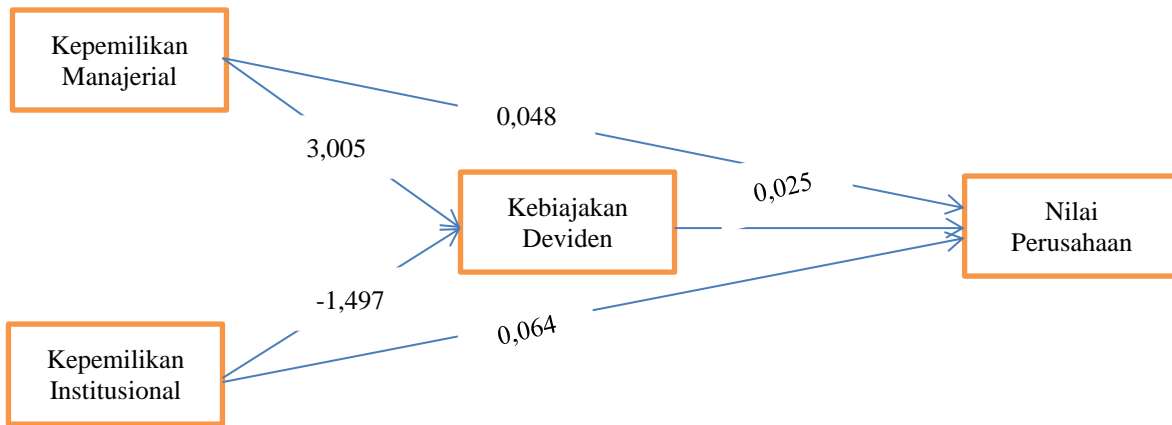 Kepemilikan
Manajerial
0,048
3,005
0,025
Kebiajakan
Deviden
Nilai
Perusahaan
-1,497
0,064
Kepemilikan
Institusional